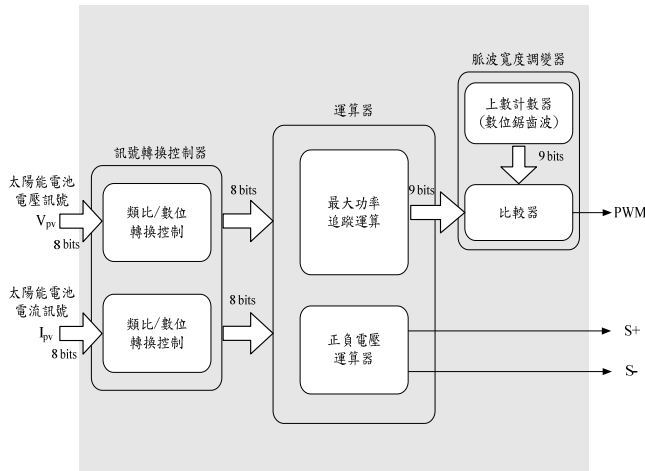 脈波寬度調變器
上數計數器
(數位鋸齒波)
9 bits
比較器
PWM
運算器
最大功率
追蹤運算
9 bits
正負電壓
運算器
S+
S-
訊號轉換控制器
類比/數位
轉換控制
8 bits
類比/數位
轉換控制
8 bits
太陽能電池
電壓訊號
Vpv
8 bits
太陽能電池
電流訊號
Ipv
8 bits